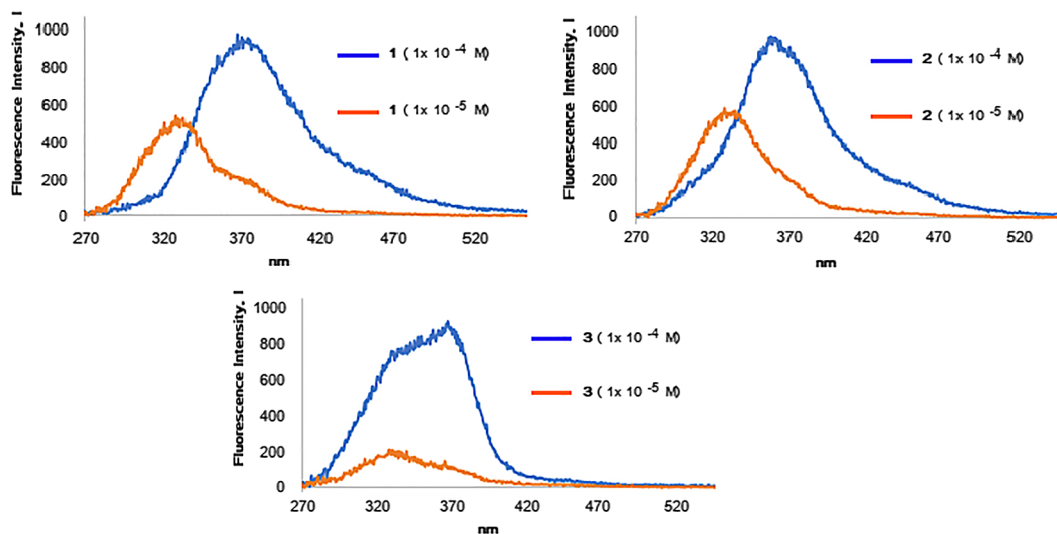 Fluorescence Intensity. I
1000
800
600
400
200
0
270 320 370 420 470 520
nm
1 ( 1x 10 -4 M)
1 ( 1x 10 -5 M)
Fluorescence Intensity. I
1000
800
600
400
200
0
270 320 370 420 470 520
nm
2 ( 1x 10 -4 M)
2 ( 1x 10 -5 M)
Fluorescence Intensity. I
1000
800
600
400
200
0
270 320 370 420 470 520
nm
3 ( 1x 10 -4 M)
3 ( 1x 10 -5 M)